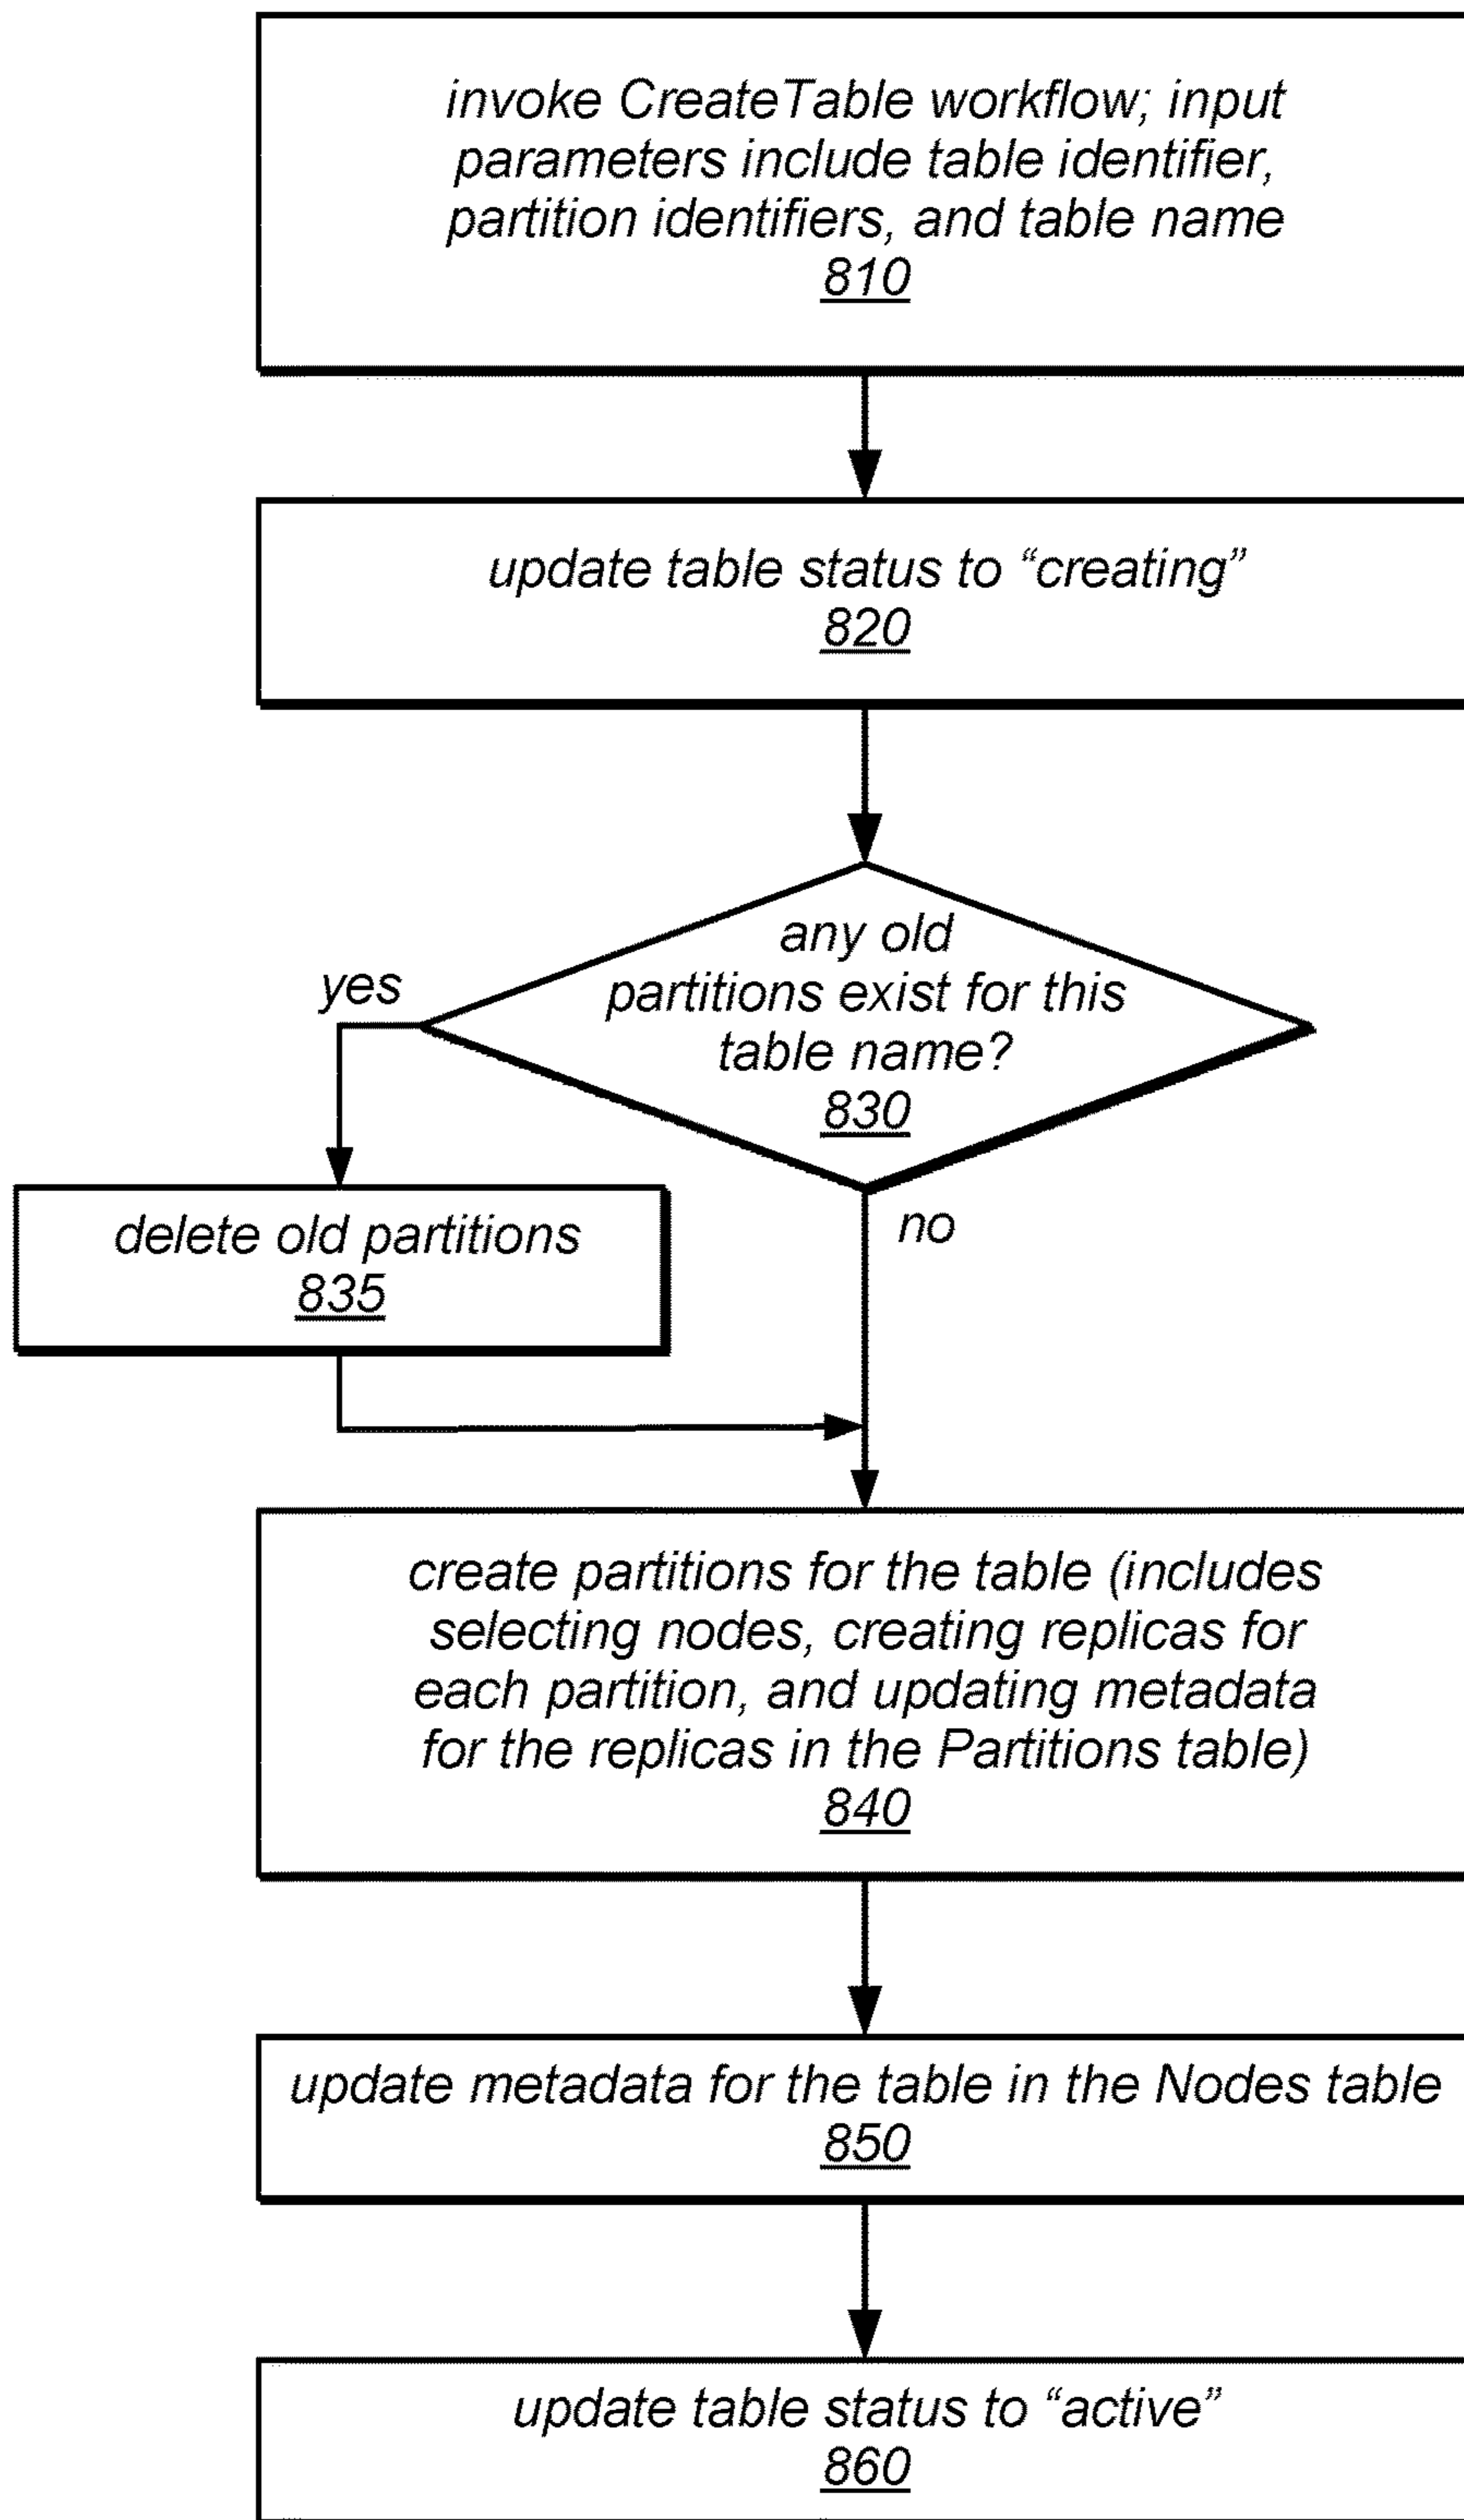 invoke CreateTable workflow; input
parameters include table identifier,
partition identifiers, and table name
810
update table status to “creating”
820
any old
partitions exist for this
table name?
830
yes
delete old partitions
835
no
create partitions for the table (includes
selecting nodes, creating replicas for
each partition, and updating metadata
for the replicas in the Partitions table)
840
update metadata for the table in the Nodes table
850
update table status to “active”
860